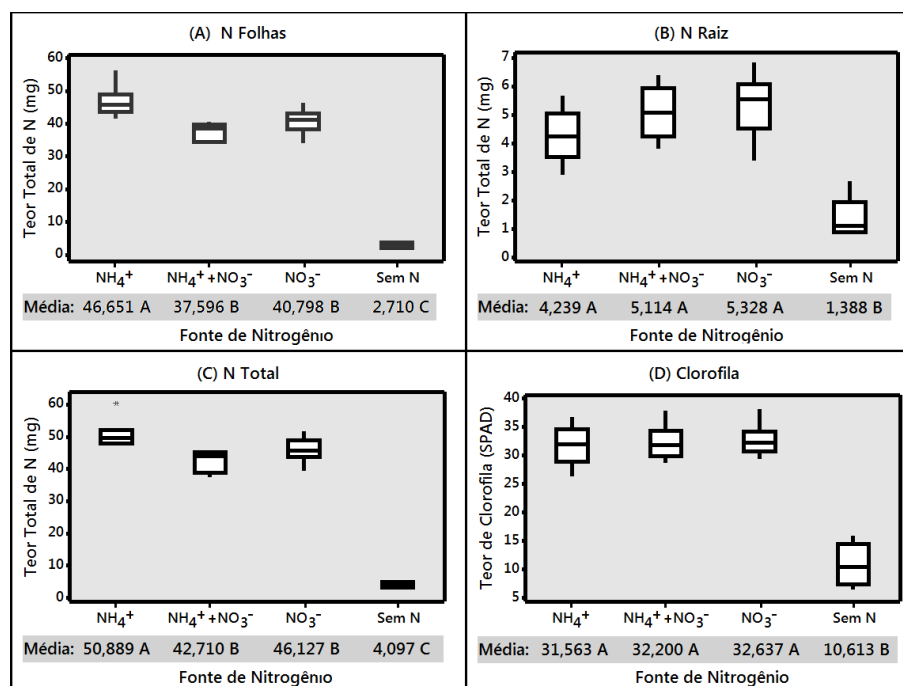 (A) N Folhas
Teor Total de N (mg)
60
50
40
30
20
10
0
NH₄⁺ NH₄⁺+NO₃⁻ NO₃⁻ Sem N
Média: 46,651 A 37,596 B 40,798 B 2,710 C
Fonte de Nitrogênio
(B) N Raiz
Teor Total de N (mg)
7
6
5
4
3
2
1
0
NH₄⁺ NH₄⁺+NO₃⁻ NO₃⁻ Sem N
Média: 4,239 A 5,114 A 5,328 A 1,388 B
Fonte de Nitrogênio
(C) N Total
Teor Total de N (mg)
60
50
40
30
20
10
0
*
NH₄⁺ NH₄⁺+NO₃⁻ NO₃⁻ Sem N
Média: 50,889 A 42,710 B 46,127 B 4,097 C
Fonte de Nitrogênio
(D) Clorofila
Teor de Clorofila (SPAD)
40
35
30
25
20
15
10
5
NH₄⁺ NH₄⁺+NO₃⁻ NO₃⁻ Sem N
Média: 31,563 A 32,200 A 32,637 A 10,613 B
Fonte de Nitrogênio